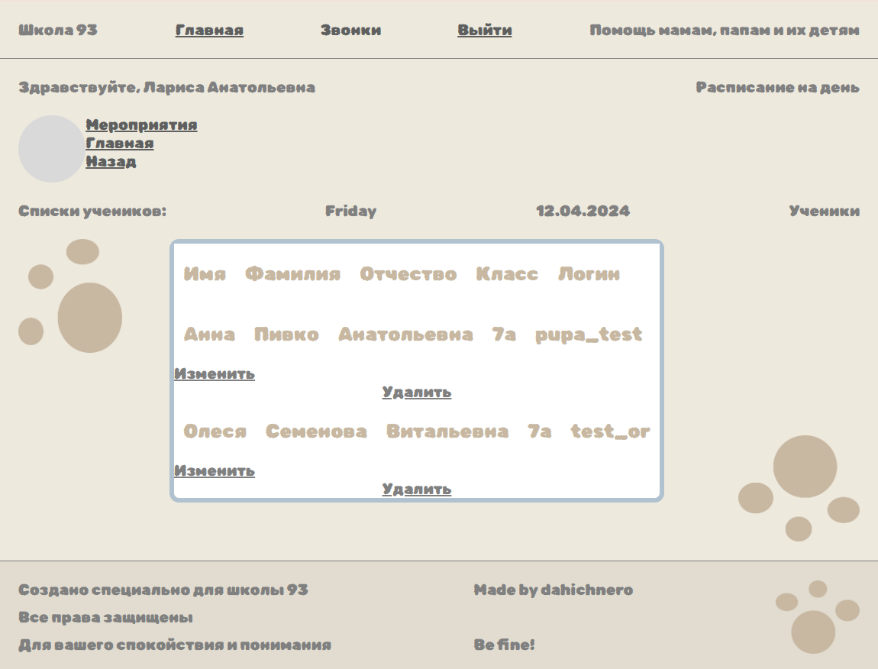 Школа 93 Главная Звонки Выйти Помощь мамам, папам и их детям
Здравствуйте, Лариса Анатольевна Расписание на день
Мероприятия
Главная
Назад
Списки учеников: Friday 12.04.2024 Ученики
Имя Фамилия Отчество Класс Логин
Анна Пивко Анатольевна 7а pupa_test
Изменить
Удалить
Олеся Семенова Витальевна 7а test_or
Изменить
Удалить
Создано специально для школы 93 Made by dahichnero
Все права защищены
Для вашего спокойствия и понимания Be fine!